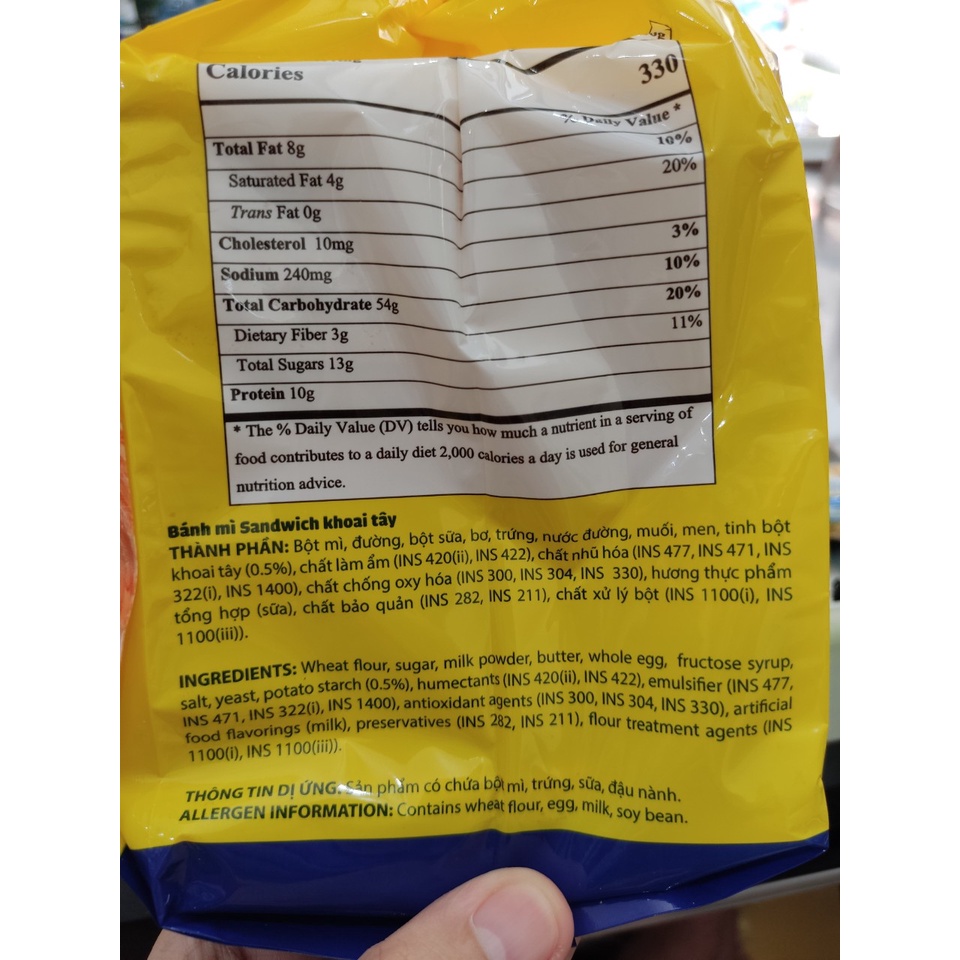 Calories 330
% Daily Value *
Total Fat 8g 10%
Saturated Fat 4g 20%
Trans Fat 0g
Cholesterol 10mg 3%
Sodium 240mg 10%
Total Carbohydrate 54g 20%
Dietary Fiber 3g 11%
Total Sugars 13g
Protein 10g
* The % Daily Value (DV) tells you how much a nutrient in a serving of
food contributes to a daily diet 2,000 calories a day is used for general
nutrition advice.
Bánh mì Sandwich khoai tây
THÀNH PHẦN: Bột mì, đường, bột sữa, bơ, trứng, nước đường, muối, men, tinh bột
khoai tây (0.5%), chất làm ẩm (INS 420(ii), INS 422), chất nhũ hóa (INS 477, INS 471, INS
322(i), INS 1400), chất chống oxy hóa (INS 300, INS 304, INS 330), hương thực phẩm
tổng hợp (sữa), chất bảo quản (INS 282, INS 211), chất xử lý bột (INS 1100(i), INS
1100(iii)).
INGREDIENTS: Wheat flour, sugar, milk powder, butter, whole egg, fructose syrup,
salt, yeast, potato starch (0.5%), humectants (INS 420(ii), INS 422), emulsifier (INS 477,
INS 471, INS 322(i), INS 1400), antioxidant agents (INS 300, INS 304, INS 330), artificial
food flavorings (milk), preservatives (INS 282, INS 211), flour treatment agents (INS
1100(i), INS 1100(iii)).
THÔNG TIN DỊ ỨNG: Sản phẩm có chứa bột mì, trứng, sữa, đậu nành.
ALLERGEN INFORMATION: Contains wheat flour, egg, milk, soy bean.